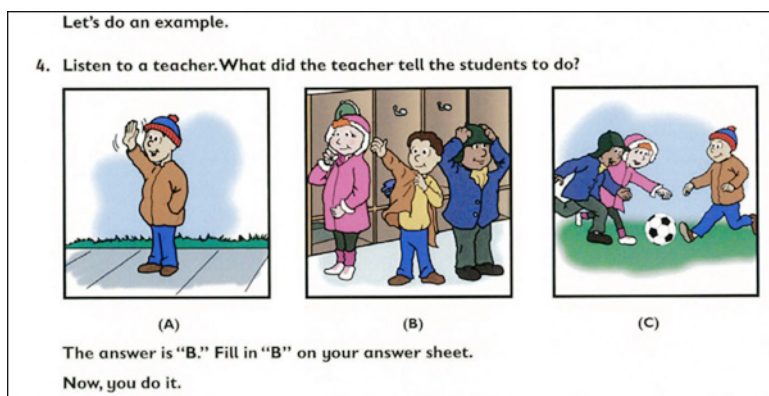 Let's do an example.
4. Listen to a teacher. What did the teacher tell the students to do?
(A) (B) (C)
The answer is "B." Fill in "B" on your answer sheet.
Now, you do it.